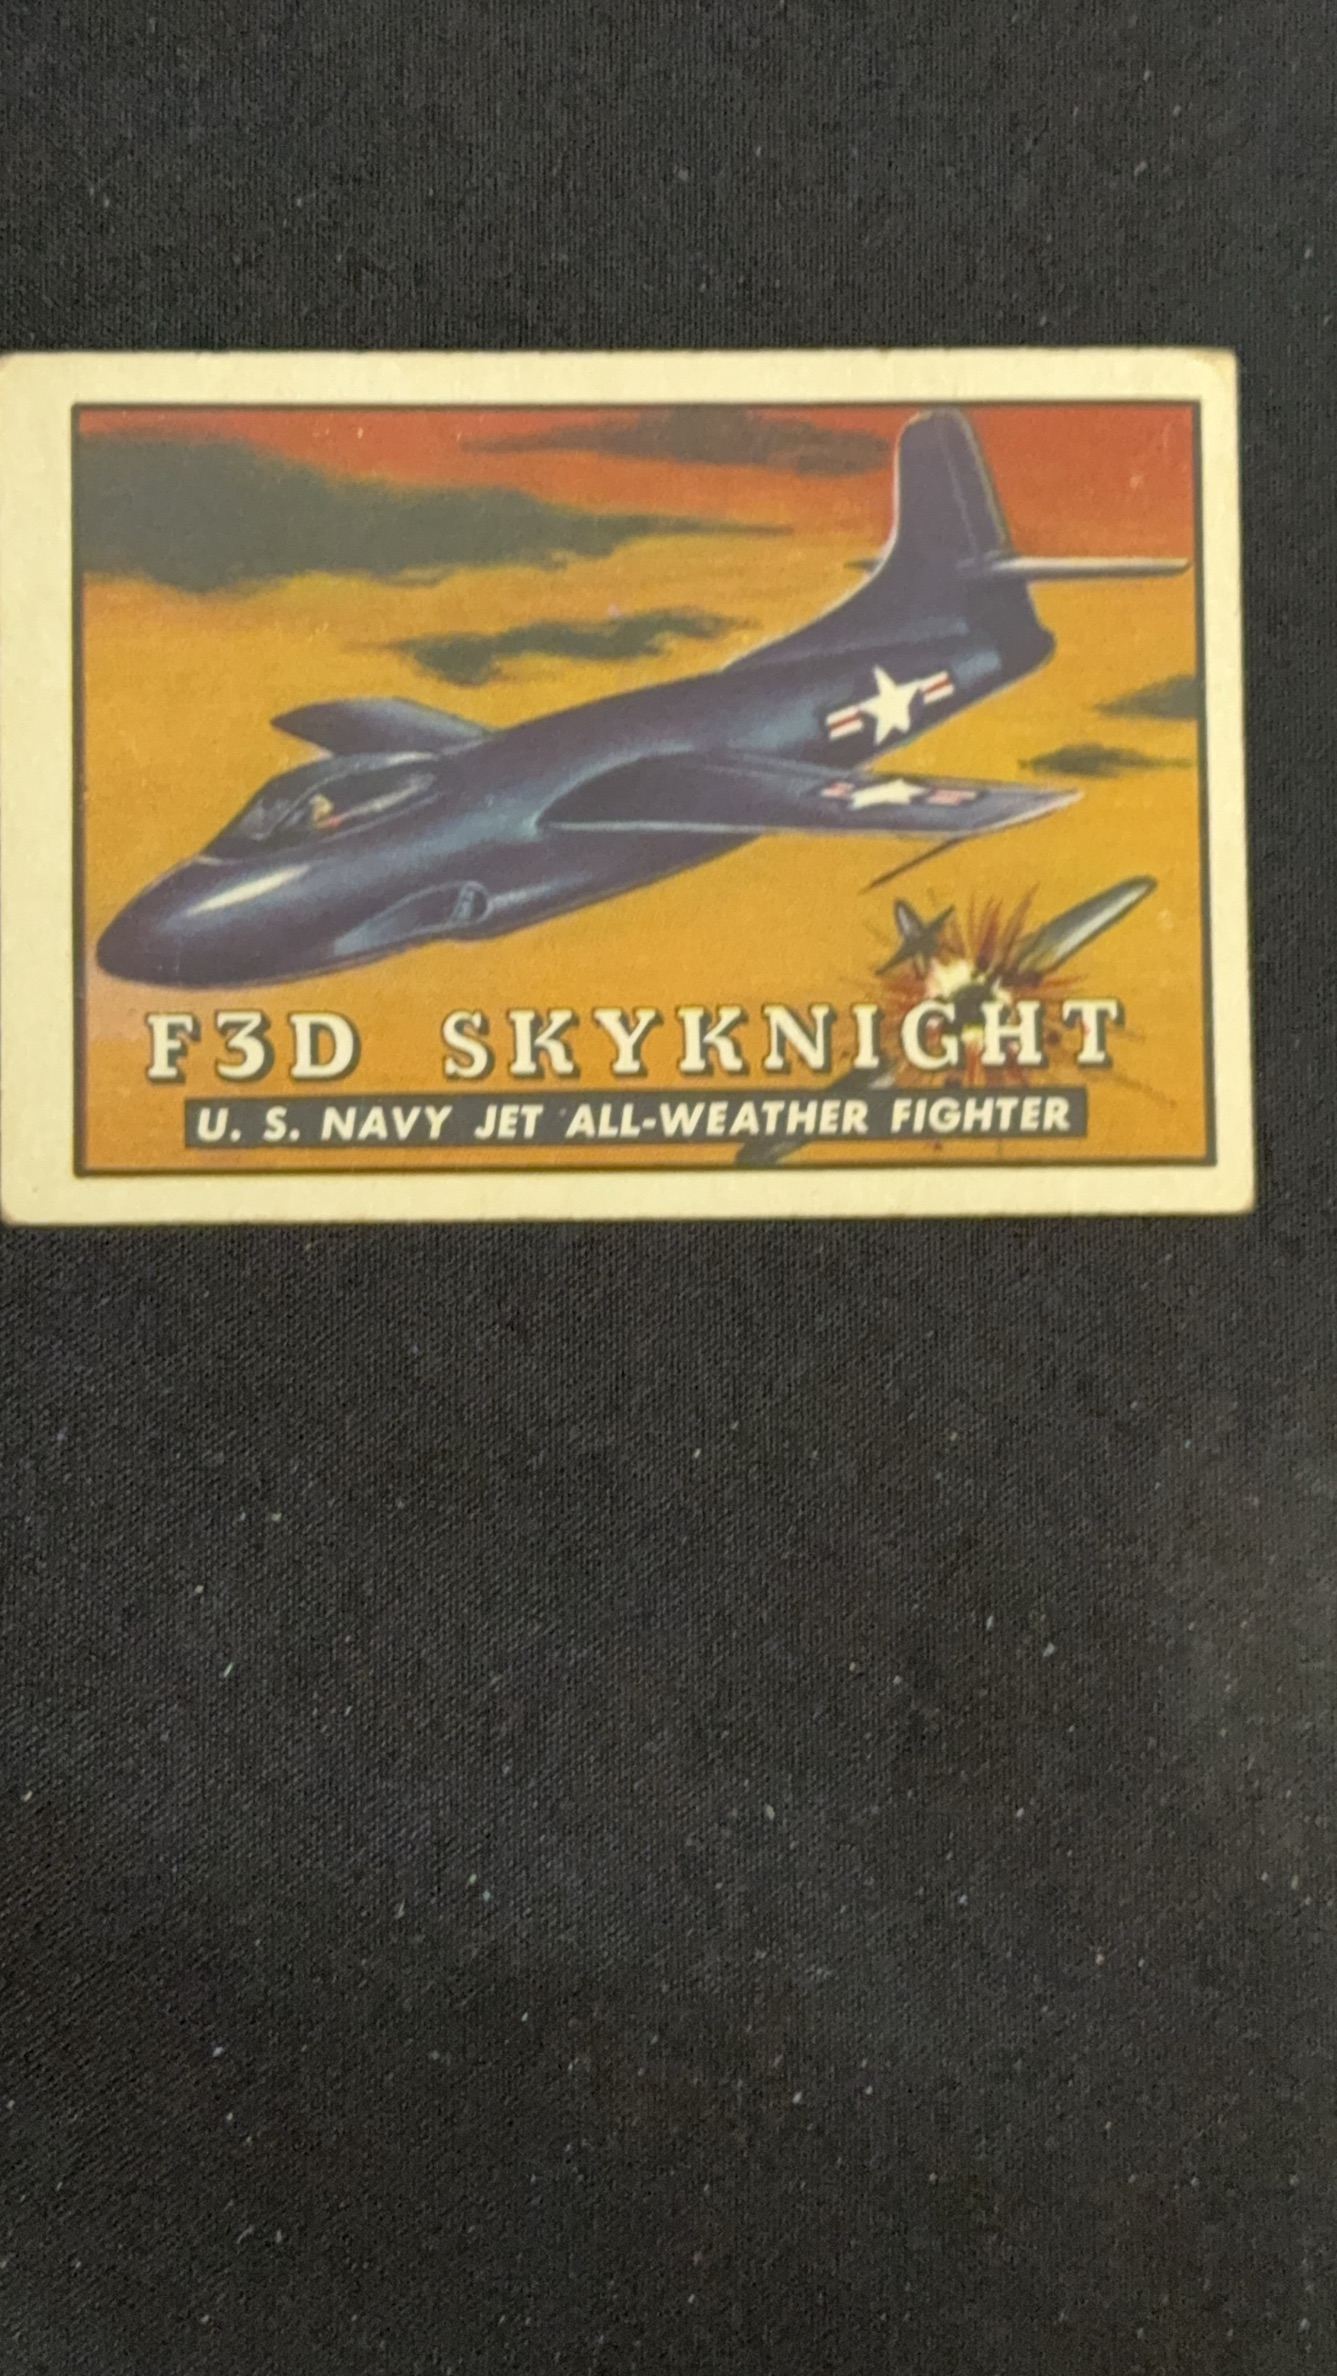 F3D SKYKNIGHT
U. S. NAVY JET ALL-WEATHER FIGHTER